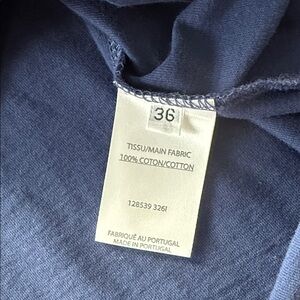 36
TISSU/MAIN FABRIC
100% COTON/COTTON
128539 326I
FABRIQUÉ AU PORTUGAL
MADE IN PORTUGAL